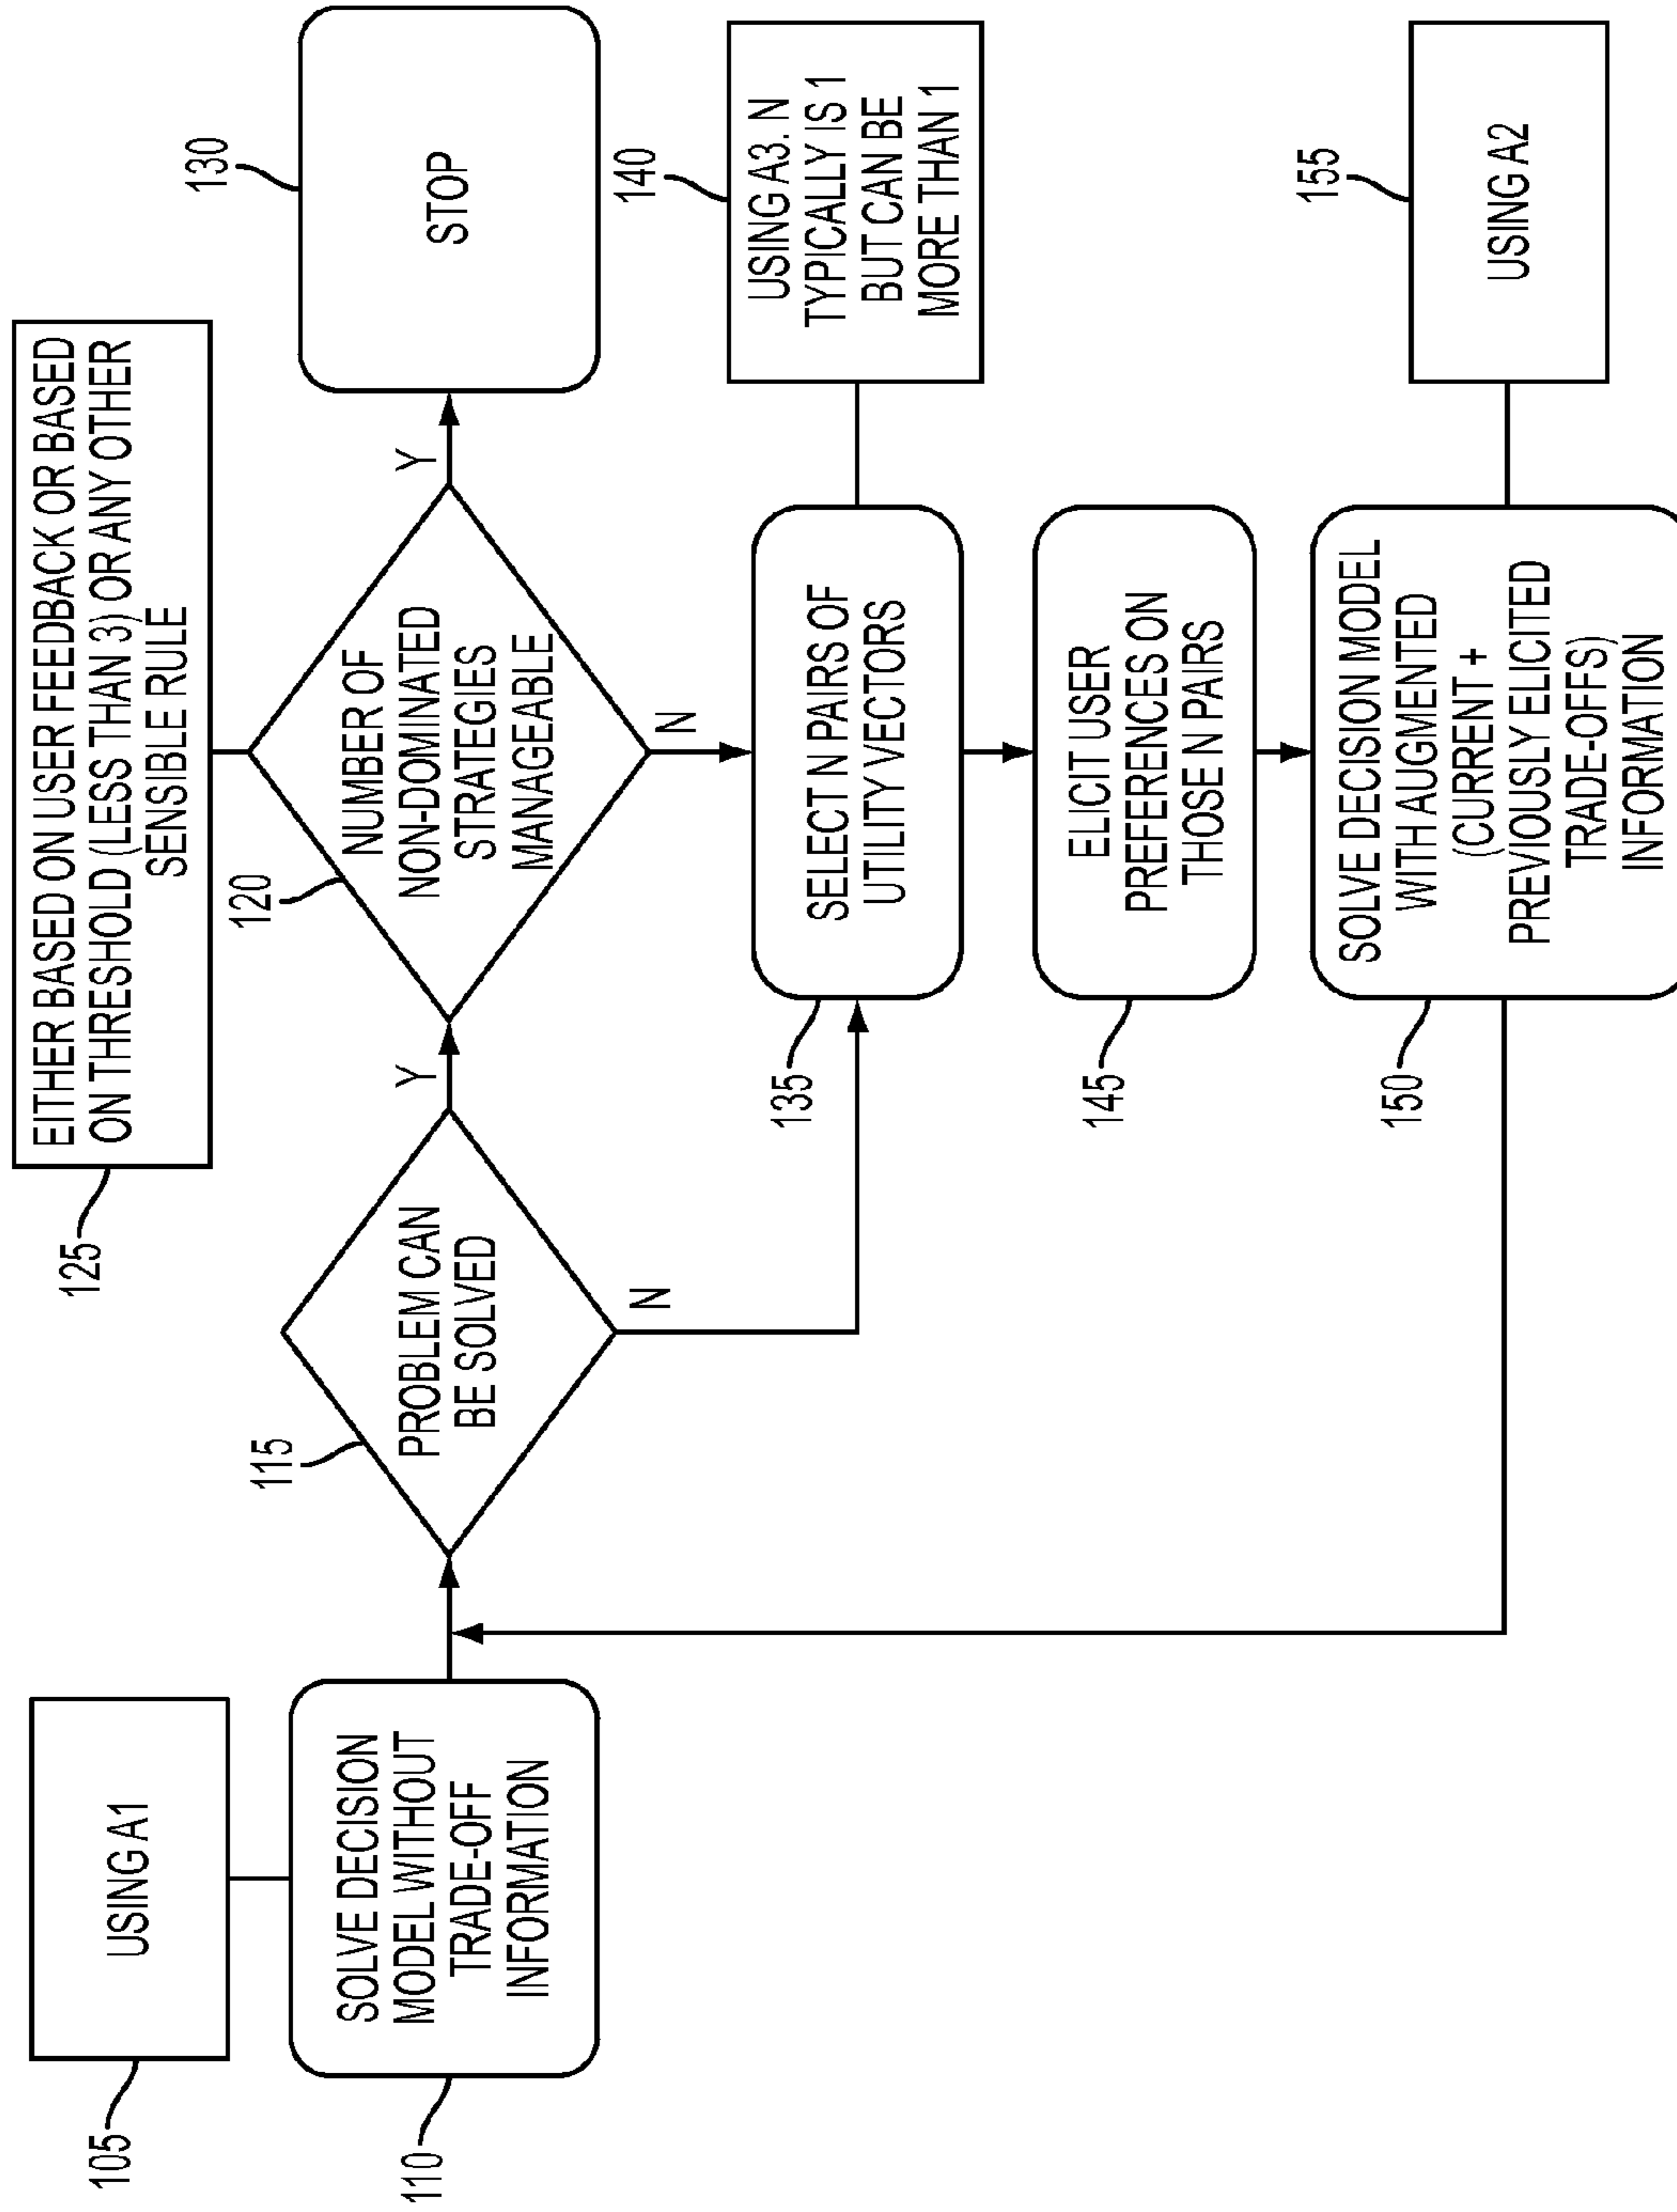 105
USING A1
110
SOLVE DECISION
MODEL WITHOUT
TRADE-OFF
INFORMATION
115
PROBLEM CAN
BE SOLVED
Y
N
125
EITHER BASED ON USER FEEDBACK OR BASED
ON THRESHOLD (LESS THAN 3) OR ANY OTHER
SENSIBLE RULE
120
NUMBER OF
NON-DOMINATED
STRATEGIES
MANAGEABLE
Y
N
130
STOP
135
SELECT N PAIRS OF
UTILITY VECTORS
140
USING A3. N
TYPICALLY IS 1
BUT CAN BE
MORE THAN 1
145
ELICIT USER
PREFERENCES ON
THOSE N PAIRS
150
SOLVE DECISION MODEL
WITH AUGMENTED
(CURRENT +
PREVIOUSLY ELICITED
TRADE-OFFS)
INFORMATION
155
USING A2